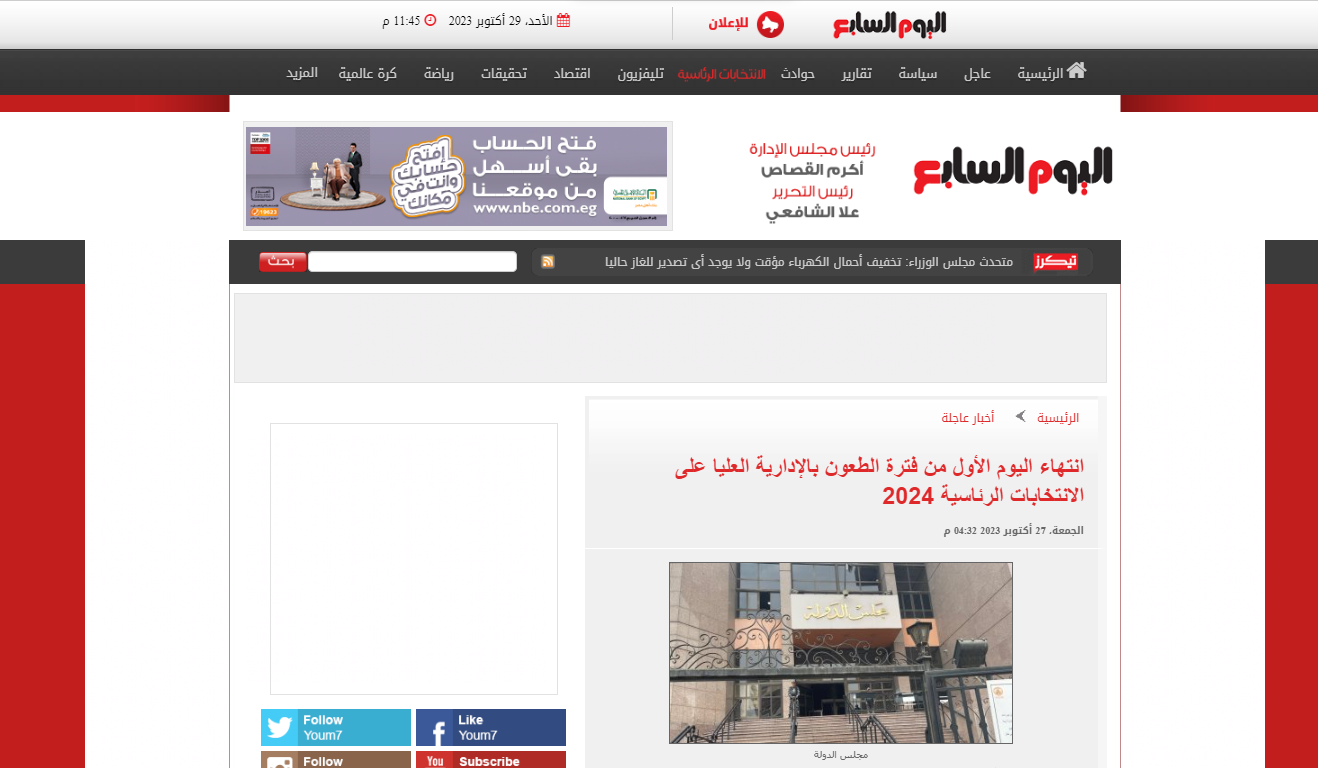 اليوم السابع
للإعلان
الأحد، 29 أكتوبر 2023
11:45 م
الرئيسية
عاجل
سياسة
تقارير
حوادث
الانتخابات الرئاسية
تليفزيون
اقتصاد
تحقيقات
رياضة
كرة عالمية
المزيد
اليوم السابع
رئيس مجلس الإدارة
أكرم القصاص
رئيس التحرير
علا الشافعي
فتح الحساب
بقى أسهل
من موقعنا
www.nbe.com.eg
إفتح
حسابك
وانت في
مكانك
19623
تيكرز
متحدث مجلس الوزراء: تخفيف أحمال الكهرباء مؤقت ولا يوجد أى تصدير للغاز حاليا
بحث
الرئيسية
أخبار عاجلة
انتهاء اليوم الأول من فترة الطعون بالإدارية العليا على
الانتخابات الرئاسية 2024
الجمعة، 27 أكتوبر 2023 04:32 م
مجلس الدولة
مجلس الدولة
Follow
Youm7
Like
Youm7
Follow
You
Subscribe